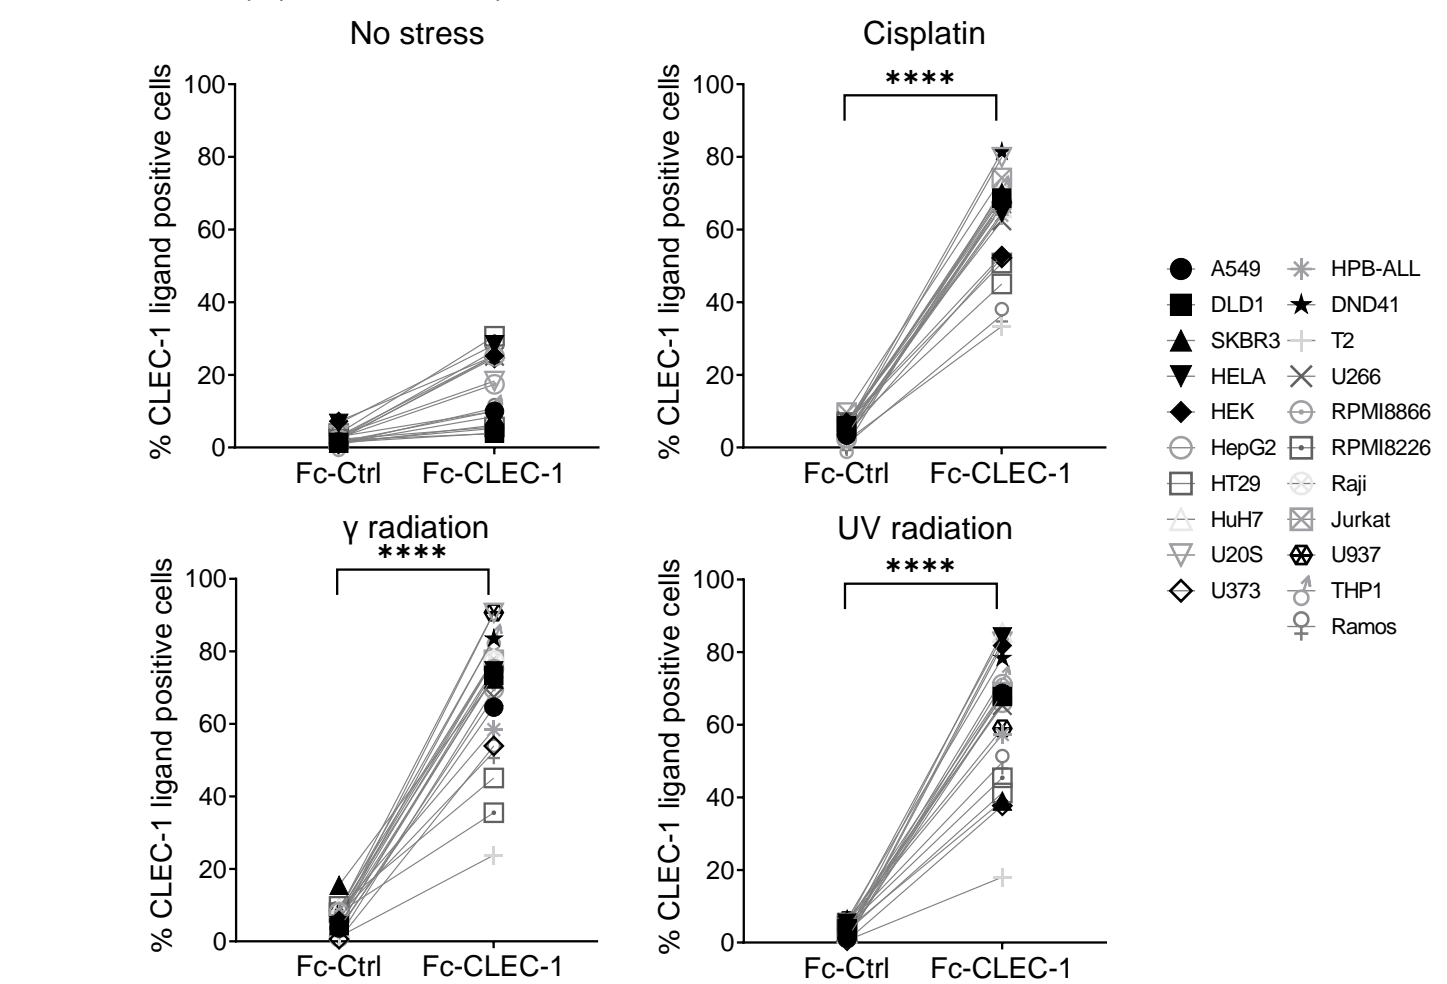 No stress
% CLEC-1 ligand positive cells
100
80
60
40
20
0
Fc-Ctrl
Fc-CLEC-1
Cisplatin
****
% CLEC-1 ligand positive cells
100
80
60
40
20
0
Fc-Ctrl
Fc-CLEC-1
γ radiation
****
% CLEC-1 ligand positive cells
100
80
60
40
20
0
Fc-Ctrl
Fc-CLEC-1
UV radiation
****
% CLEC-1 ligand positive cells
100
80
60
40
20
0
Fc-Ctrl
Fc-CLEC-1
A549
DLD1
SKBR3
HELA
HEK
HepG2
HT29
HuH7
U20S
U373
HPB-ALL
DND41
T2
U266
RPMI8866
RPMI8226
Raji
Jurkat
U937
THP1
Ramos